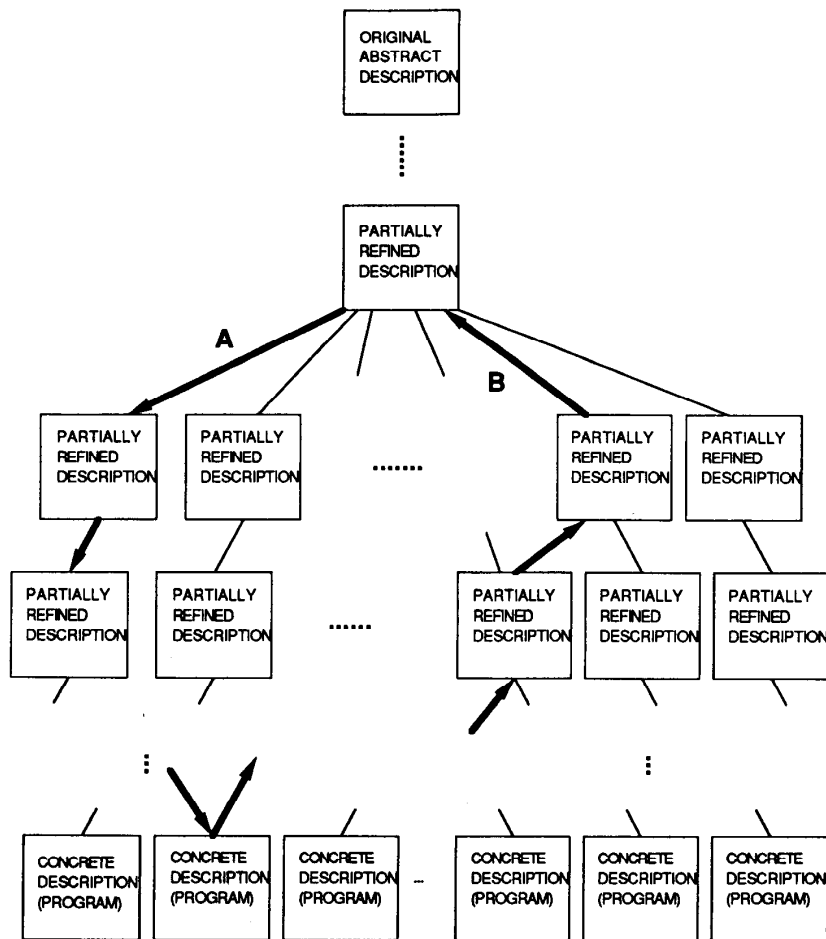 ORIGINAL
ABSTRACT
DESCRIPTION
PARTIALLY
REFINED
DESCRIPTION
A
B
PARTIALLY
REFINED
DESCRIPTION
PARTIALLY
REFINED
DESCRIPTION
PARTIALLY
REFINED
DESCRIPTION
PARTIALLY
REFINED
DESCRIPTION
PARTIALLY
REFINED
DESCRIPTION
PARTIALLY
REFINED
DESCRIPTION
PARTIALLY
REFINED
DESCRIPTION
PARTIALLY
REFINED
DESCRIPTION
PARTIALLY
REFINED
DESCRIPTION
CONCRETE
DESCRIPTION
(PROGRAM)
CONCRETE
DESCRIPTION
(PROGRAM)
CONCRETE
DESCRIPTION
(PROGRAM)
CONCRETE
DESCRIPTION
(PROGRAM)
CONCRETE
DESCRIPTION
(PROGRAM)
CONCRETE
DESCRIPTION
(PROGRAM)